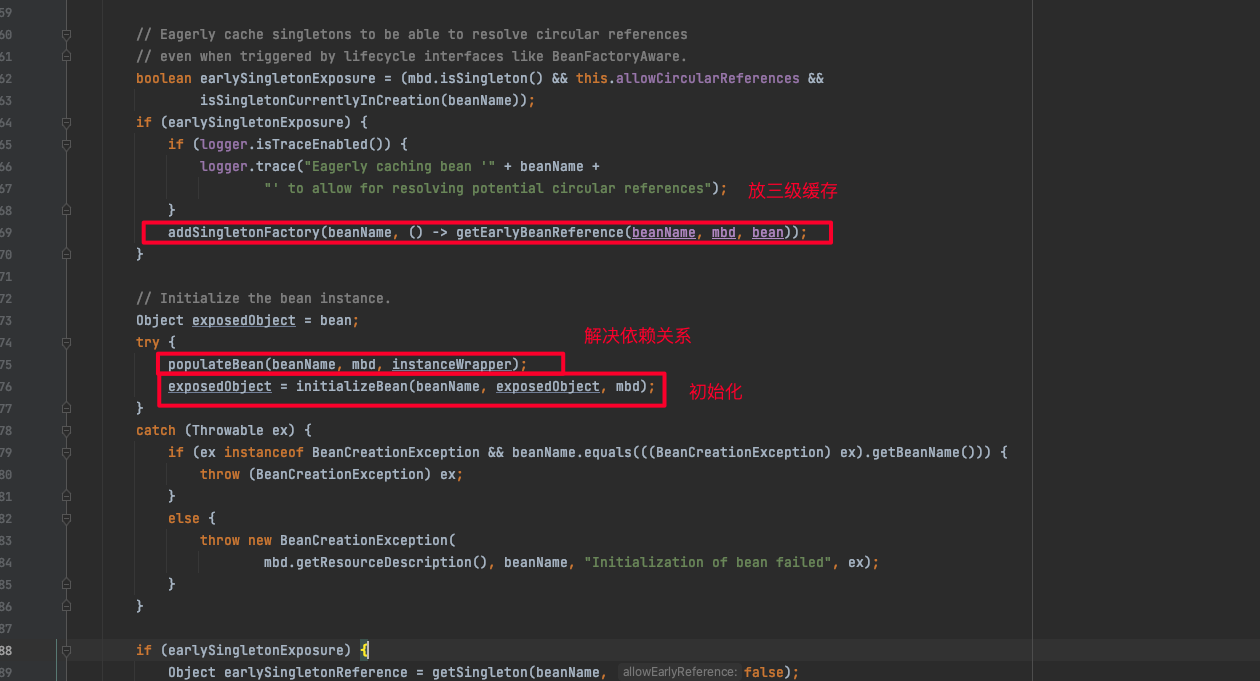 59
60 // Eagerly cache singletons to be able to resolve circular references
61 // even when triggered by lifecycle interfaces like BeanFactoryAware.
62 boolean earlySingletonExposure = (mbd.isSingleton() && this.allowCircularReferences &&
63 isSingletonCurrentlyInCreation(beanName));
64 if (earlySingletonExposure) {
65 if (logger.isTraceEnabled()) {
66 logger.trace("Eagerly caching bean '" + beanName +
67 "' to allow for resolving potential circular references"); 放三级缓存
68 }
69 addSingletonFactory(beanName, () -> getEarlyBeanReference(beanName, mbd, bean));
70 }
71
72 // Initialize the bean instance.
73 Object exposedObject = bean;
解决依赖关系
74 try {
75 populateBean(beanName, mbd, instanceWrapper);
76 exposedObject = initializeBean(beanName, exposedObject, mbd); 初始化
77 }
78 catch (Throwable ex) {
79 if (ex instanceof BeanCreationException && beanName.equals(((BeanCreationException) ex).getBeanName())) {
80 throw (BeanCreationException) ex;
81 }
82 else {
83 throw new BeanCreationException(
84 mbd.getResourceDescription(), beanName, "Initialization of bean failed", ex);
85 }
86 }
87
88 if (earlySingletonExposure) {
89 Object earlySingletonReference = getSingleton(beanName, allowEarlyReference: false);